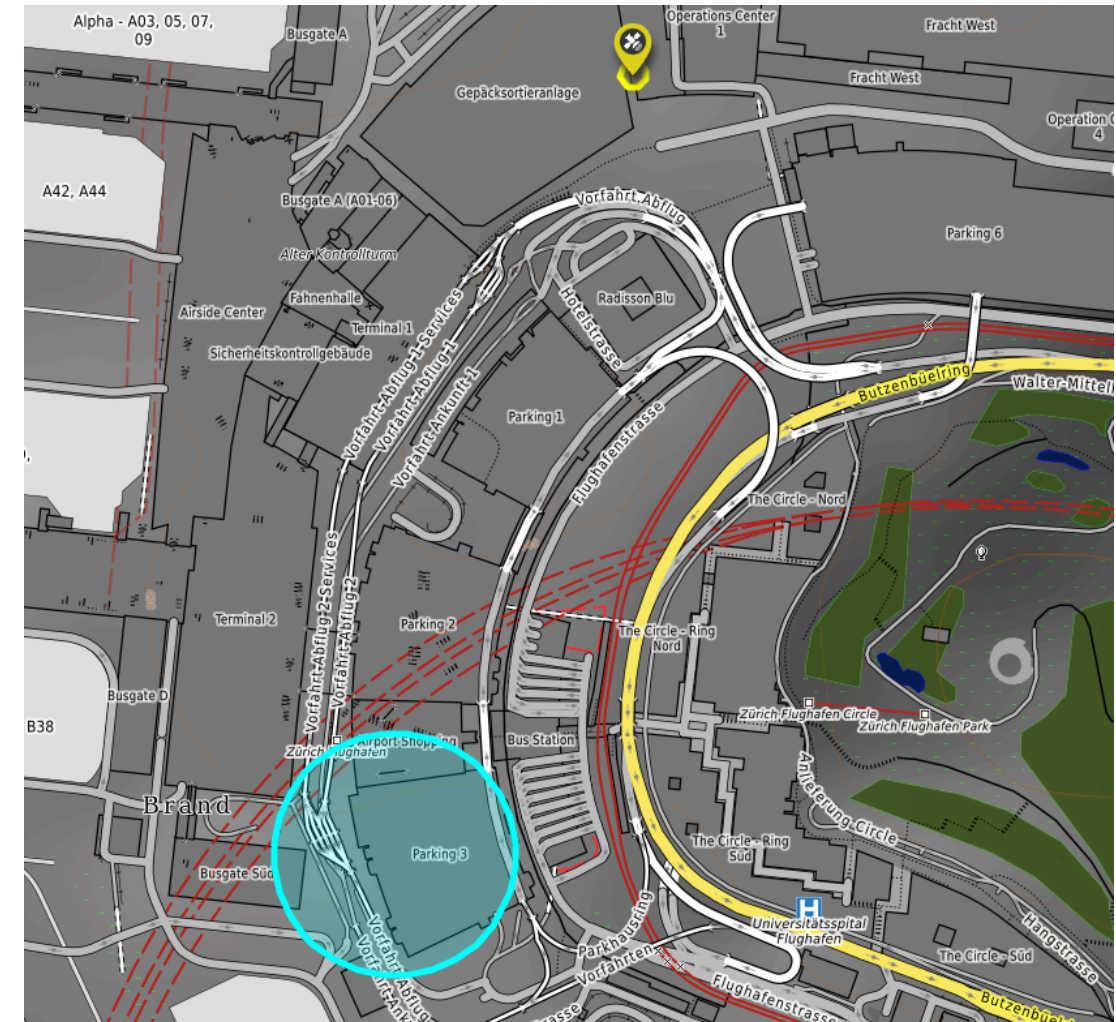 Alpha - A03, 05, 07,
09
Busgate A
Operations Center
1
Fracht West
Fracht West
Gepäcksortieranlage
Operation
4
A42, A44
Busgate A (A01-06)
Vorfahrt Abflug
Parking 6
Alter Kontrollturm
Airside Center
Fahnenhalle
Radisson Blu
Terminal 1
Hotelstrasse
Sicherheitskontrollgebäude
Vorfahrt-Abflug-1-Services
Vorfahrt-Abflug-1
Vorfahrt-Ankunft-1
Butzenbüelring
Parking 1
Flughafenstrasse
The Circle - Nord
Vorfahrt-Abflug-2-Services
Vorfahrt-Abflug-2
Terminal 2
Parking 2
The Circle - Ring
Nord
Busgate D
B38
Zürich Flughafen
Airport Shopping
Bus Station
Zürich Flughafen Circle
Zürich Flughafen Park
Brand
Anlieferung Circle
Parking 3
The Circle - Ring
Süd
Busgate Süd
H
Universitätsspital
Flughafen
Hangstrasse
Parkhausring
Vorfahrten
The Circle - Süd
Flughafenstrasse